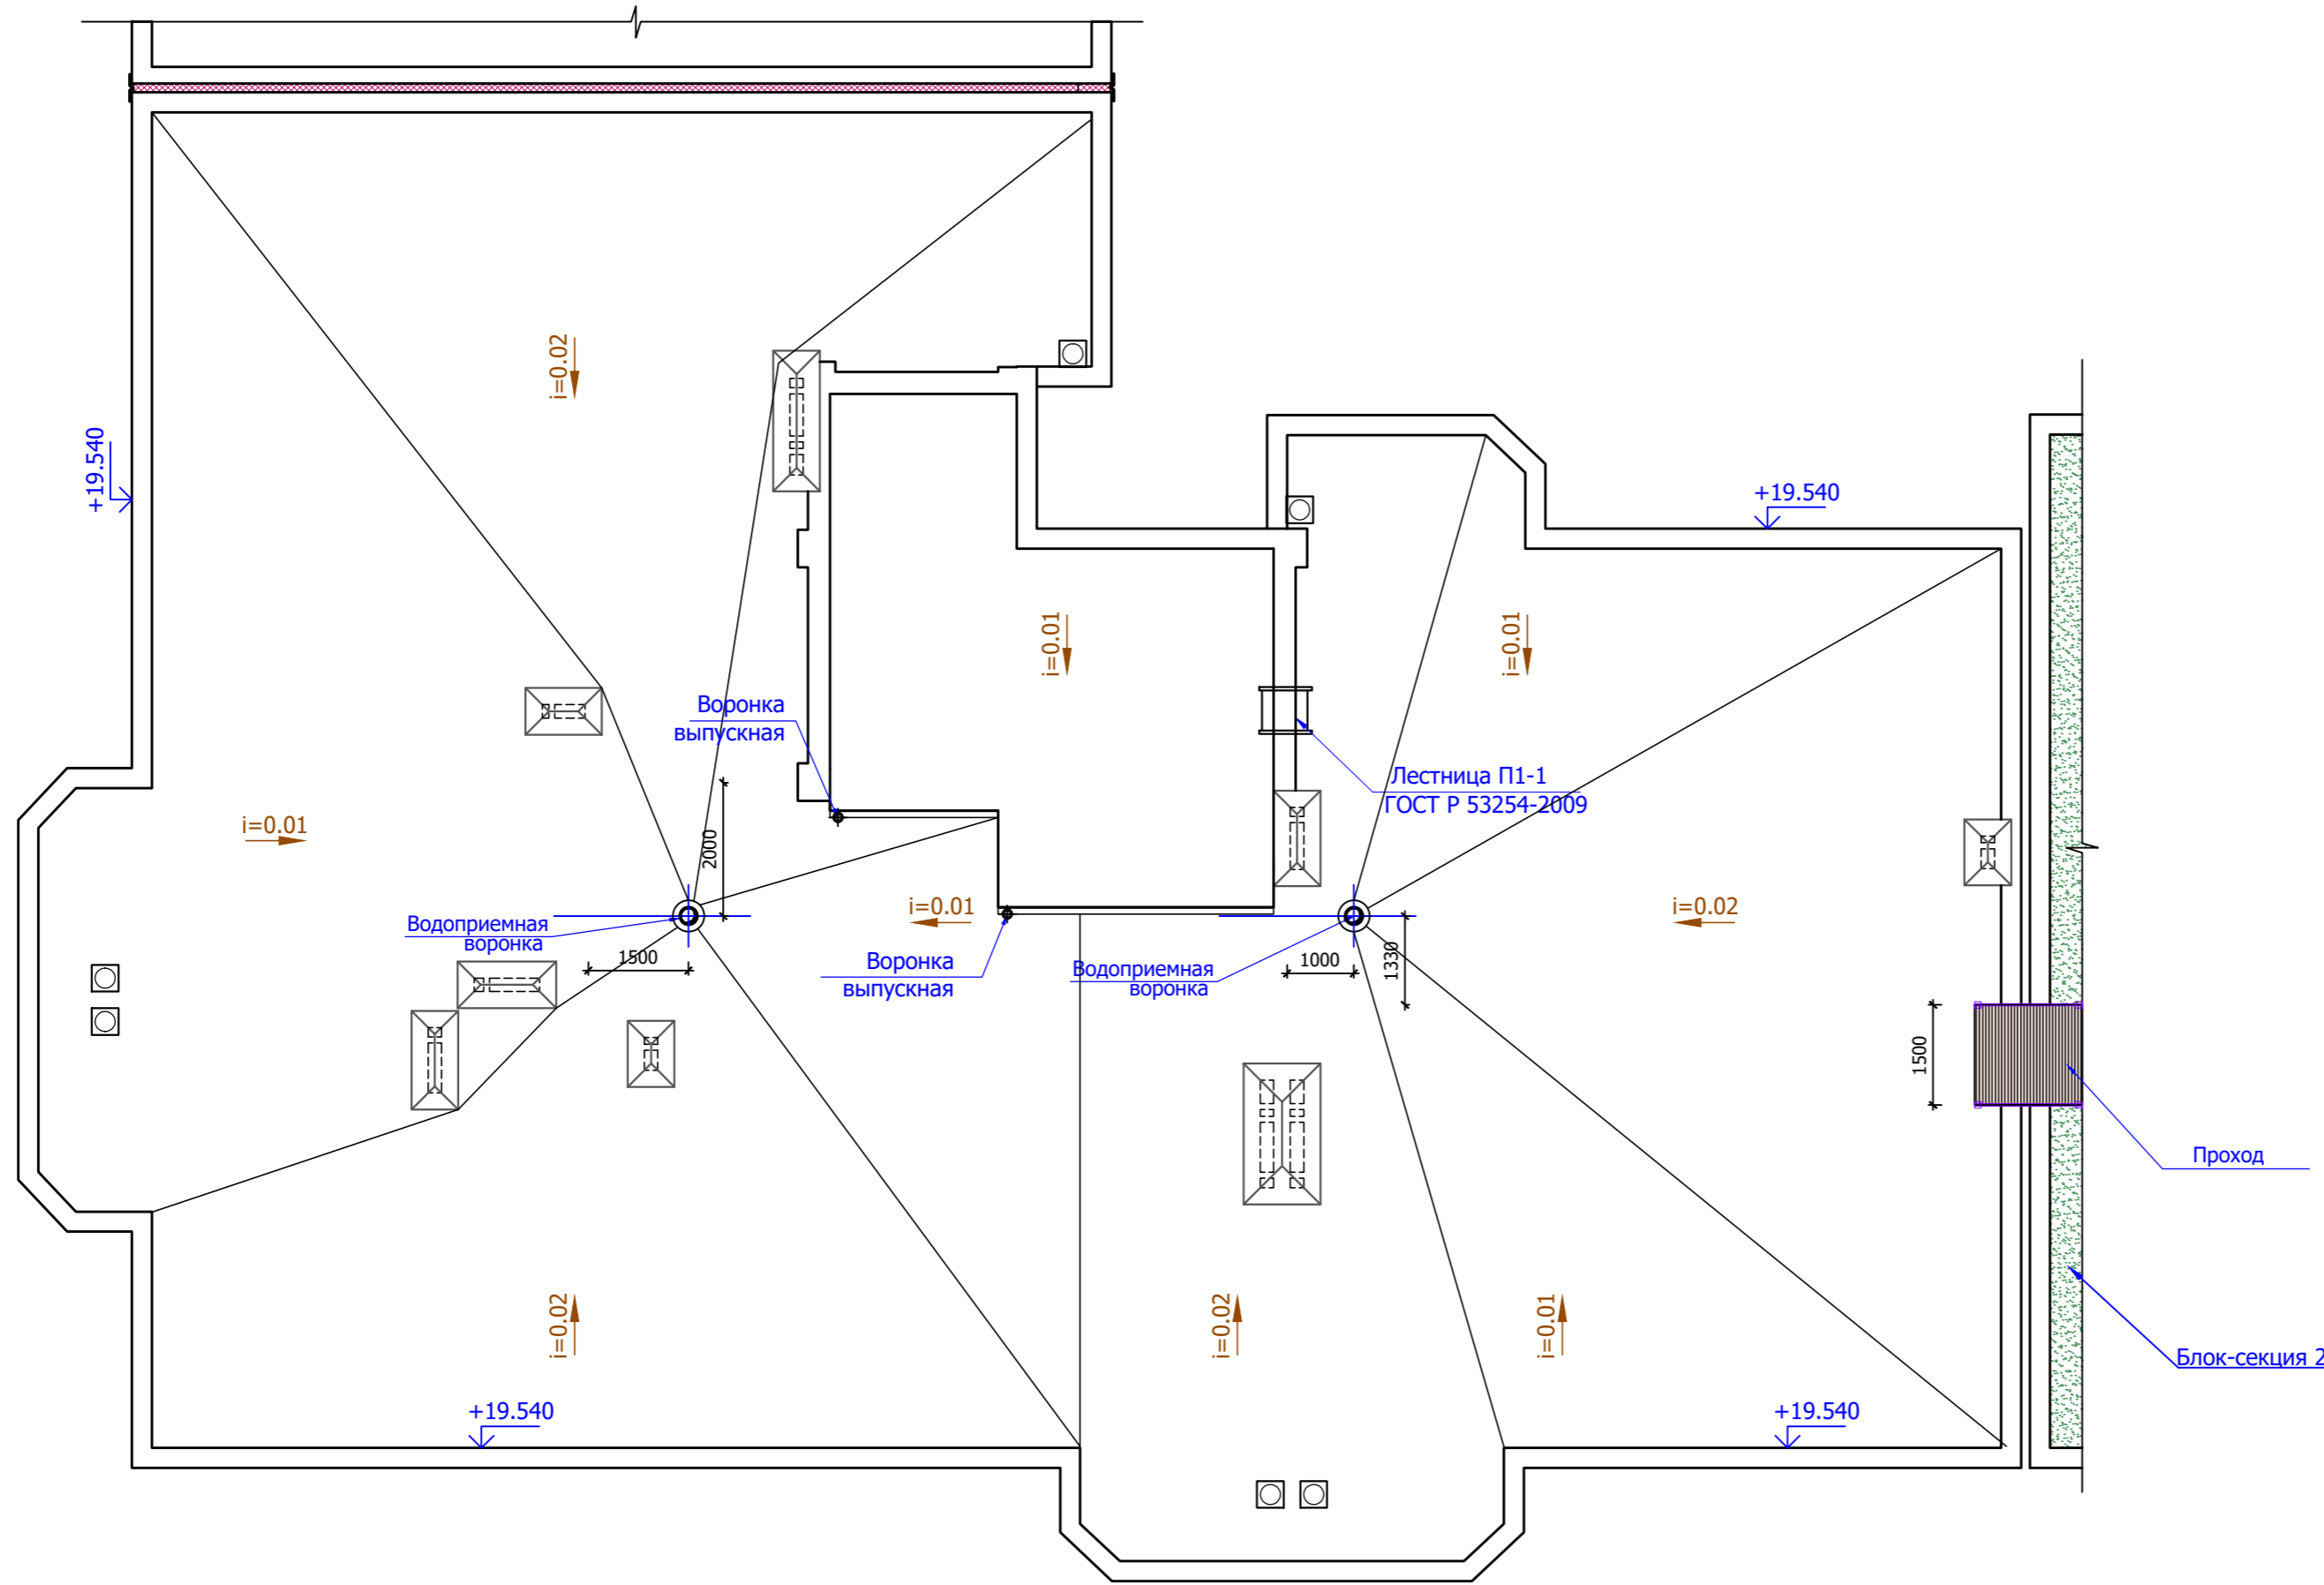 i=0.02
+19.540
+19.540
i=0.01
i=0.01
Воронка
выпускная
Лестница П1-1
ГОСТ Р 53254-2009
i=0.01
2000
i=0.01
i=0.02
Водоприемная
воронка
1500
Воронка
выпускная
Водоприемная
воронка
1000
1330
1500
Проход
i=0.02
i=0.02
i=0.01
Блок-секция 2
+19.540
+19.540